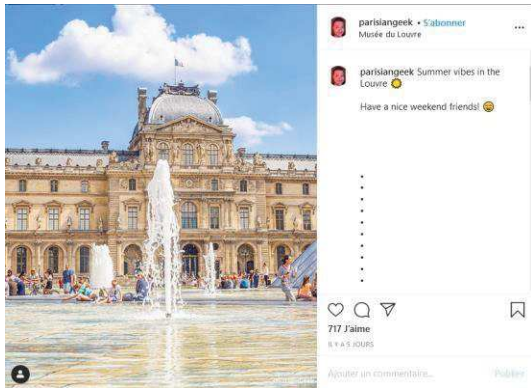 parisiangeek • S'abonner
Musée du Louvre
parisiangeek Summer vibes in the
Louvre
Have a nice weekend friends!
717 J'aime
IL Y A 5 JOURS
Ajouter un commentaire...
Publier